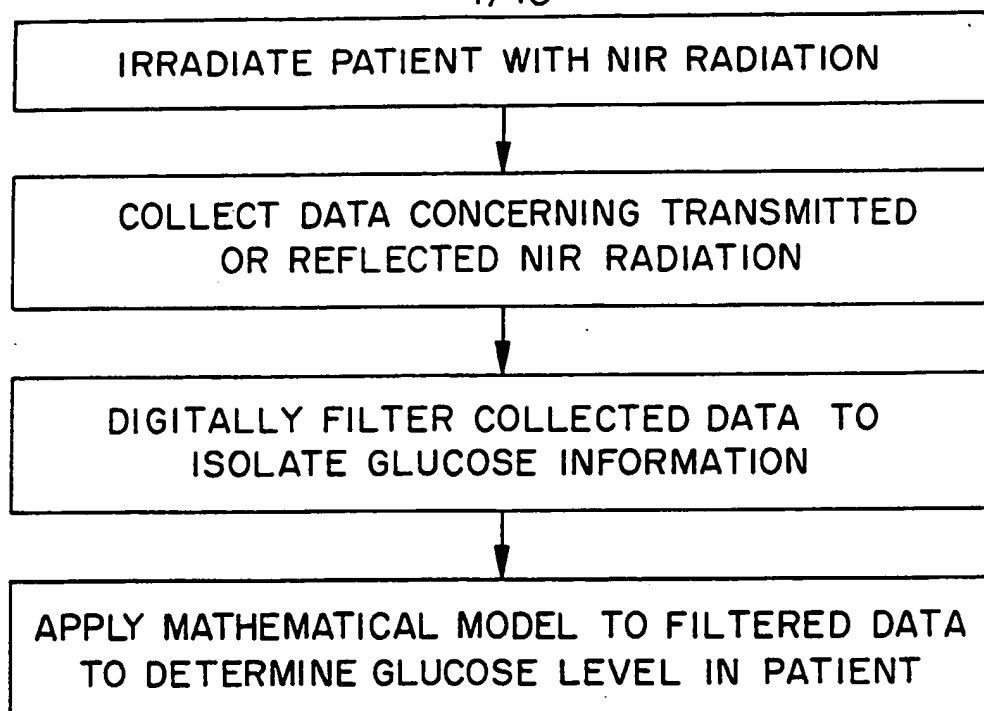 IRRADIATE PATIENT WITH NIR RADIATION
COLLECT DATA CONCERNING TRANSMITTED
OR REFLECTED NIR RADIATION
DIGITALLY FILTER COLLECTED DATA TO
ISOLATE GLUCOSE INFORMATION
APPLY MATHEMATICAL MODEL TO FILTERED DATA
TO DETERMINE GLUCOSE LEVEL IN PATIENT